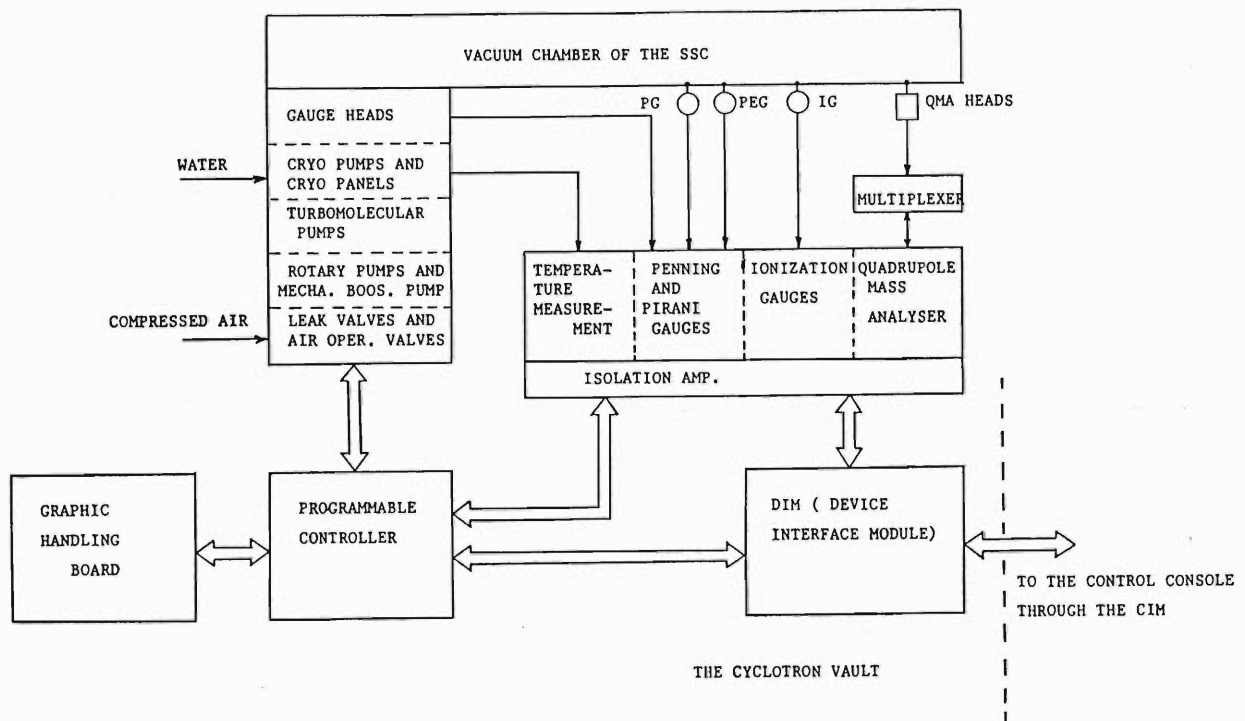 VACUUM CHAMBER OF THE SSC
GAUGE HEADS
PG
PEG
IG
QMA HEADS
WATER
CRYO PUMPS AND
CRYO PANELS
TURBOMOLECULAR
PUMPS
ROTARY PUMPS AND
MECHA. BOOS. PUMP
COMPRESSED AIR
LEAK VALVES AND
AIR OPER. VALVES
MULTIPLEXER
TEMPERA-
TURE
MEASURE-
MENT
PENNING
AND
PIRANI
GAUGES
IONIZATION
GAUGES
QUADRUPOLE
MASS
ANALYSER
ISOLATION AMP.
GRAPHIC
HANDLING
BOARD
PROGRAMMABLE
CONTROLLER
DIM ( DEVICE
INTERFACE MODULE)
TO THE CONTROL CONSOLE
THROUGH THE CIM
THE CYCLOTRON VAULT